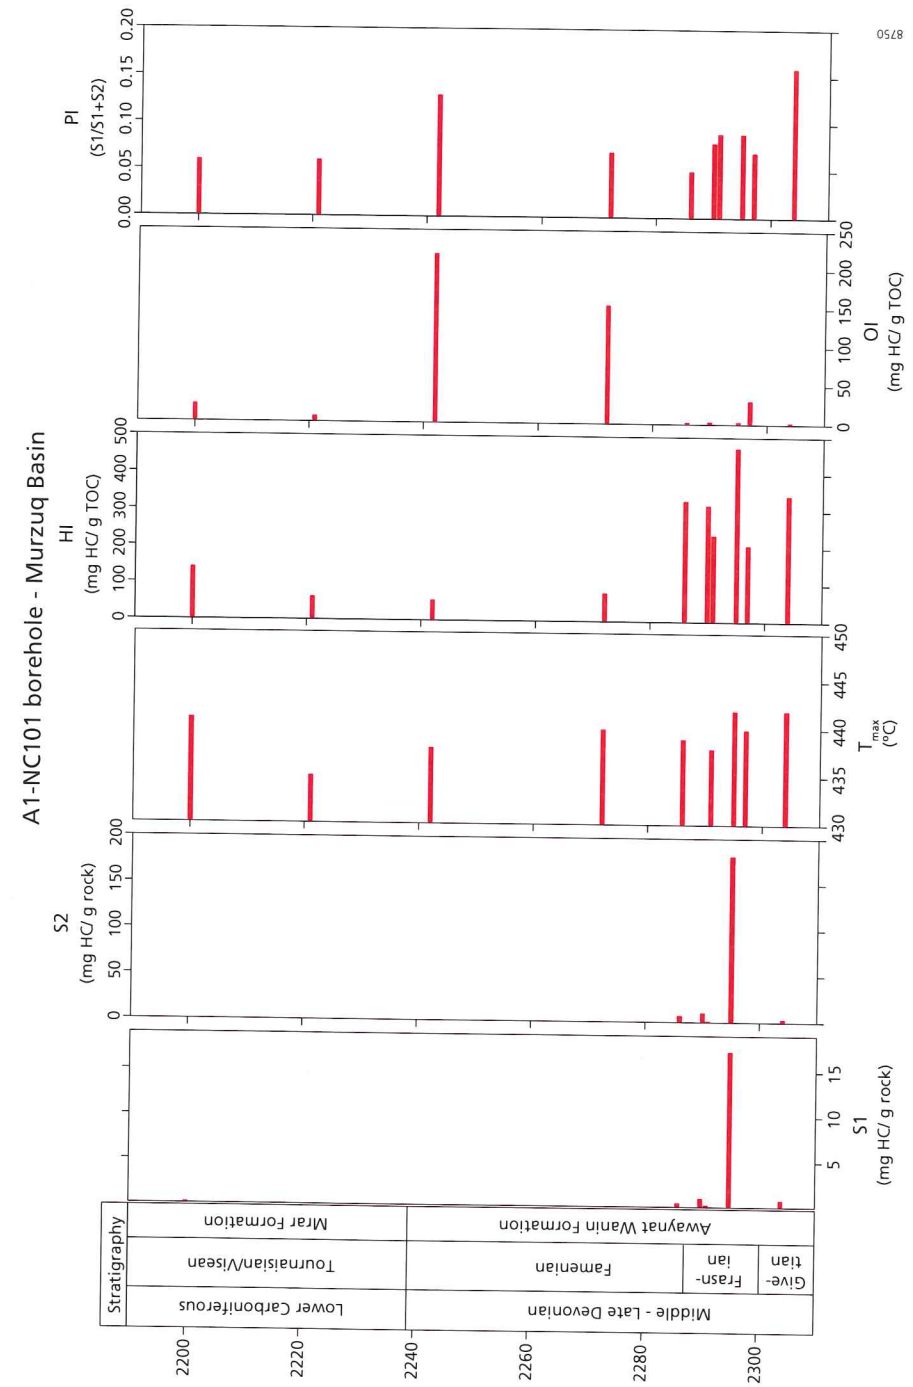 A1-NC101 borehole - Murzuq Basin
Stratigraphy
Lower Carboniferous
Middle - Late Devonian
Tournaisian/Visean
Famenian
Frasn-
ian
Give-
tian
Mrar Formation
Awaynat Wanin Formation
2200
2220
2240
2260
2280
2300
S1
(mg HC/ g rock)
5
10
15
S2
(mg HC/ g rock)
0
50
100
150
200
Tmax
(°C)
430
435
440
445
450
HI
(mg HC/ g TOC)
0
100
200
300
400
500
OI
(mg HC/ g TOC)
0
50
100
150
200
250
PI
(S1/S1+S2)
0.00
0.05
0.10
0.15
0.20
8750